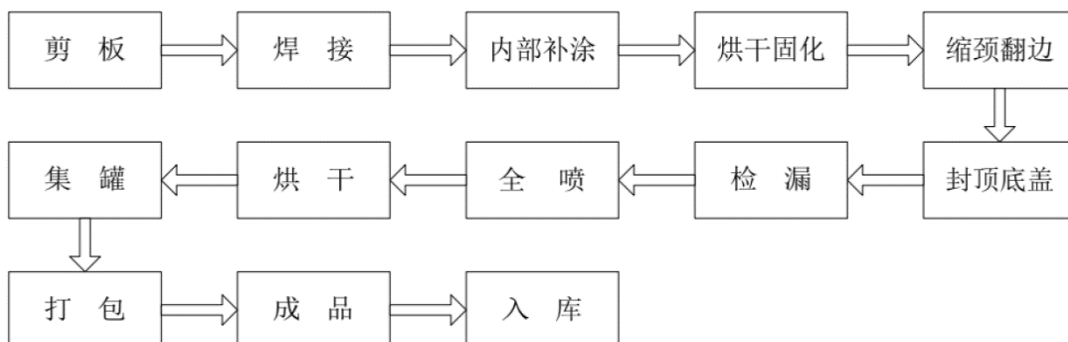 剪 板
焊 接
内部补涂
烘干固化
缩颈翻边
封顶底盖
检 漏
全 喷
烘 干
集 罐
打 包
成 品
入 库